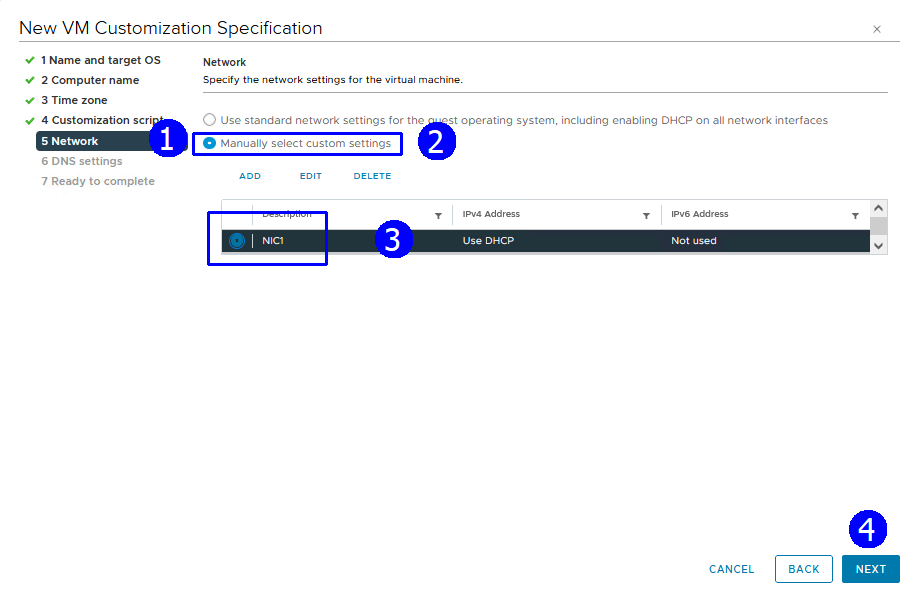 New VM Customization Specification
1 Name and target OS
2 Computer name
3 Time zone
4 Customization script
5 Network
6 DNS settings
7 Ready to complete
1
Network
Specify the network settings for the virtual machine.
Use standard network settings for the guest operating system, including enabling DHCP on all network interfaces
Manually select custom settings
2
ADD EDIT DELETE
Description IPv4 Address IPv6 Address
NIC1 Use DHCP Not used
3
4
CANCEL BACK NEXT